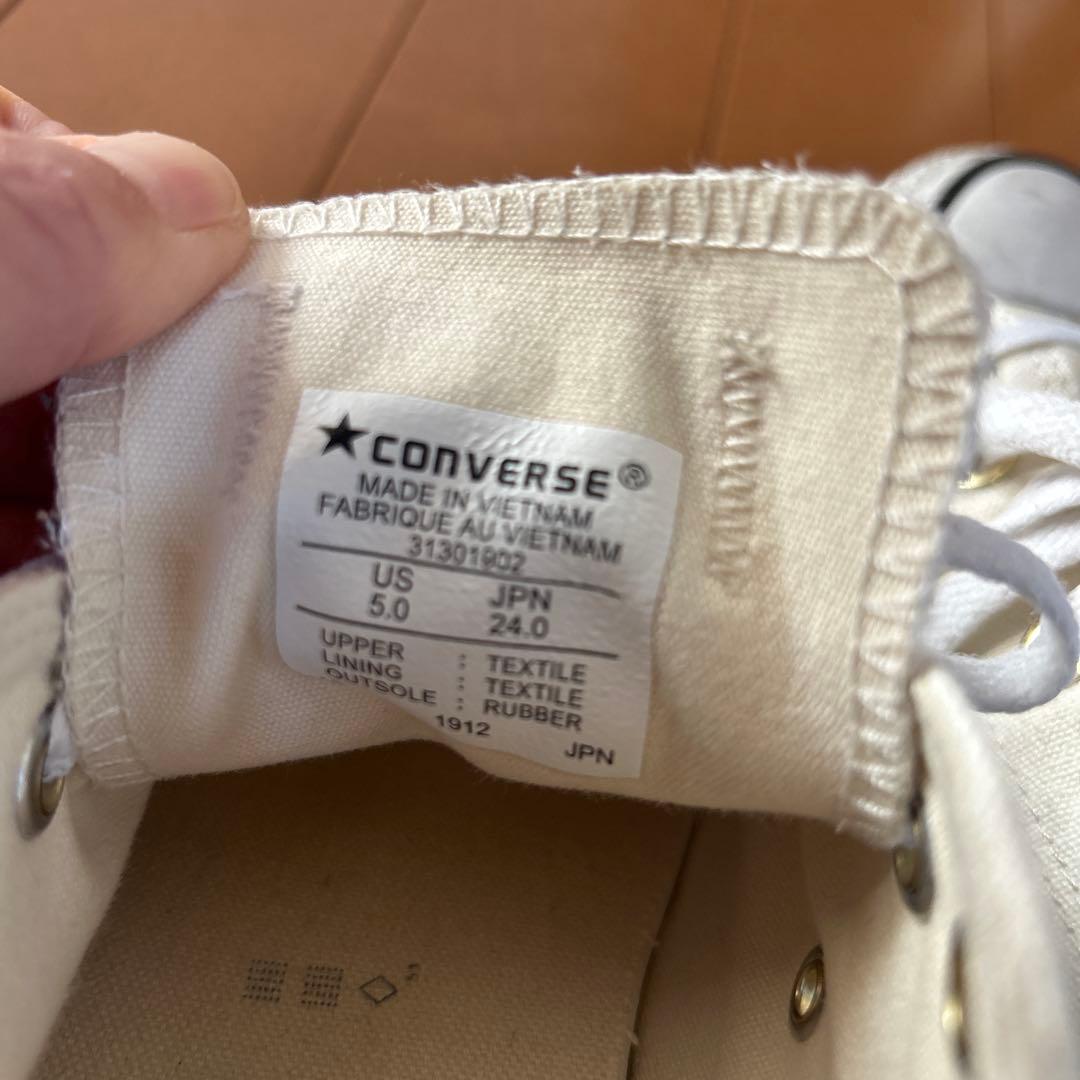 ★CONVERSE®
MADE IN VIETNAM
FABRIQUE AU VIETNAM
31301902
US JPN
5.0 24.0
UPPER : TEXTILE
LINING : TEXTILE
OUTSOLE : RUBBER
1912
JPN